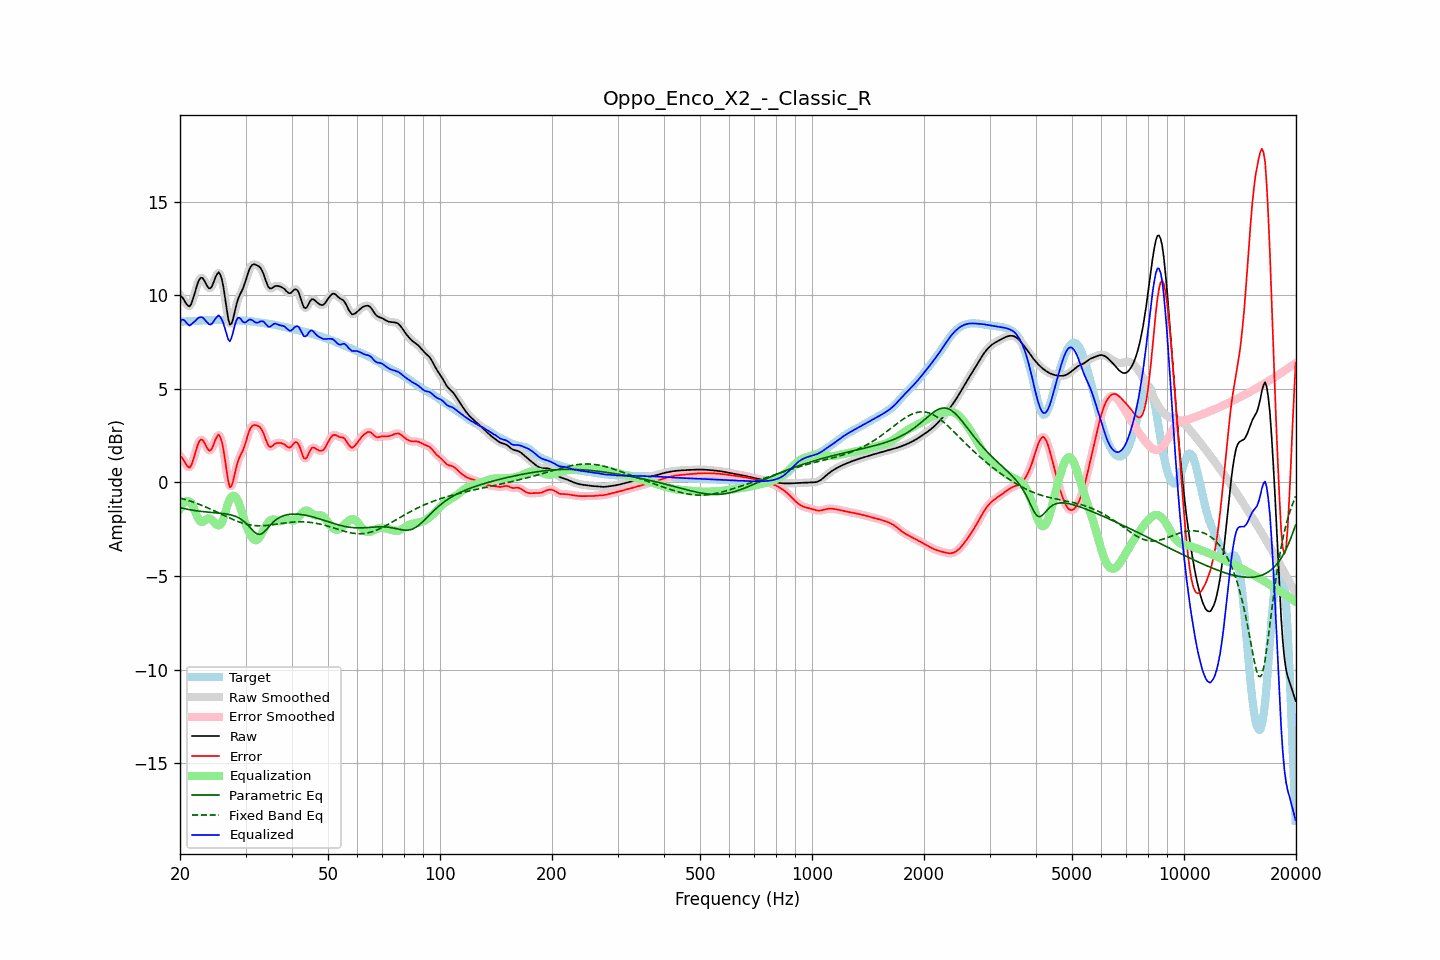 Oppo_Enco_X2_-_Classic_R
Amplitude (dBr)
15
10
5
0
−5
−10
−15
Target
Raw Smoothed
Error Smoothed
Raw
Error
Equalization
Parametric Eq
Fixed Band Eq
Equalized
20 50 100 200 500 1000 2000 5000 10000 20000
Frequency (Hz)